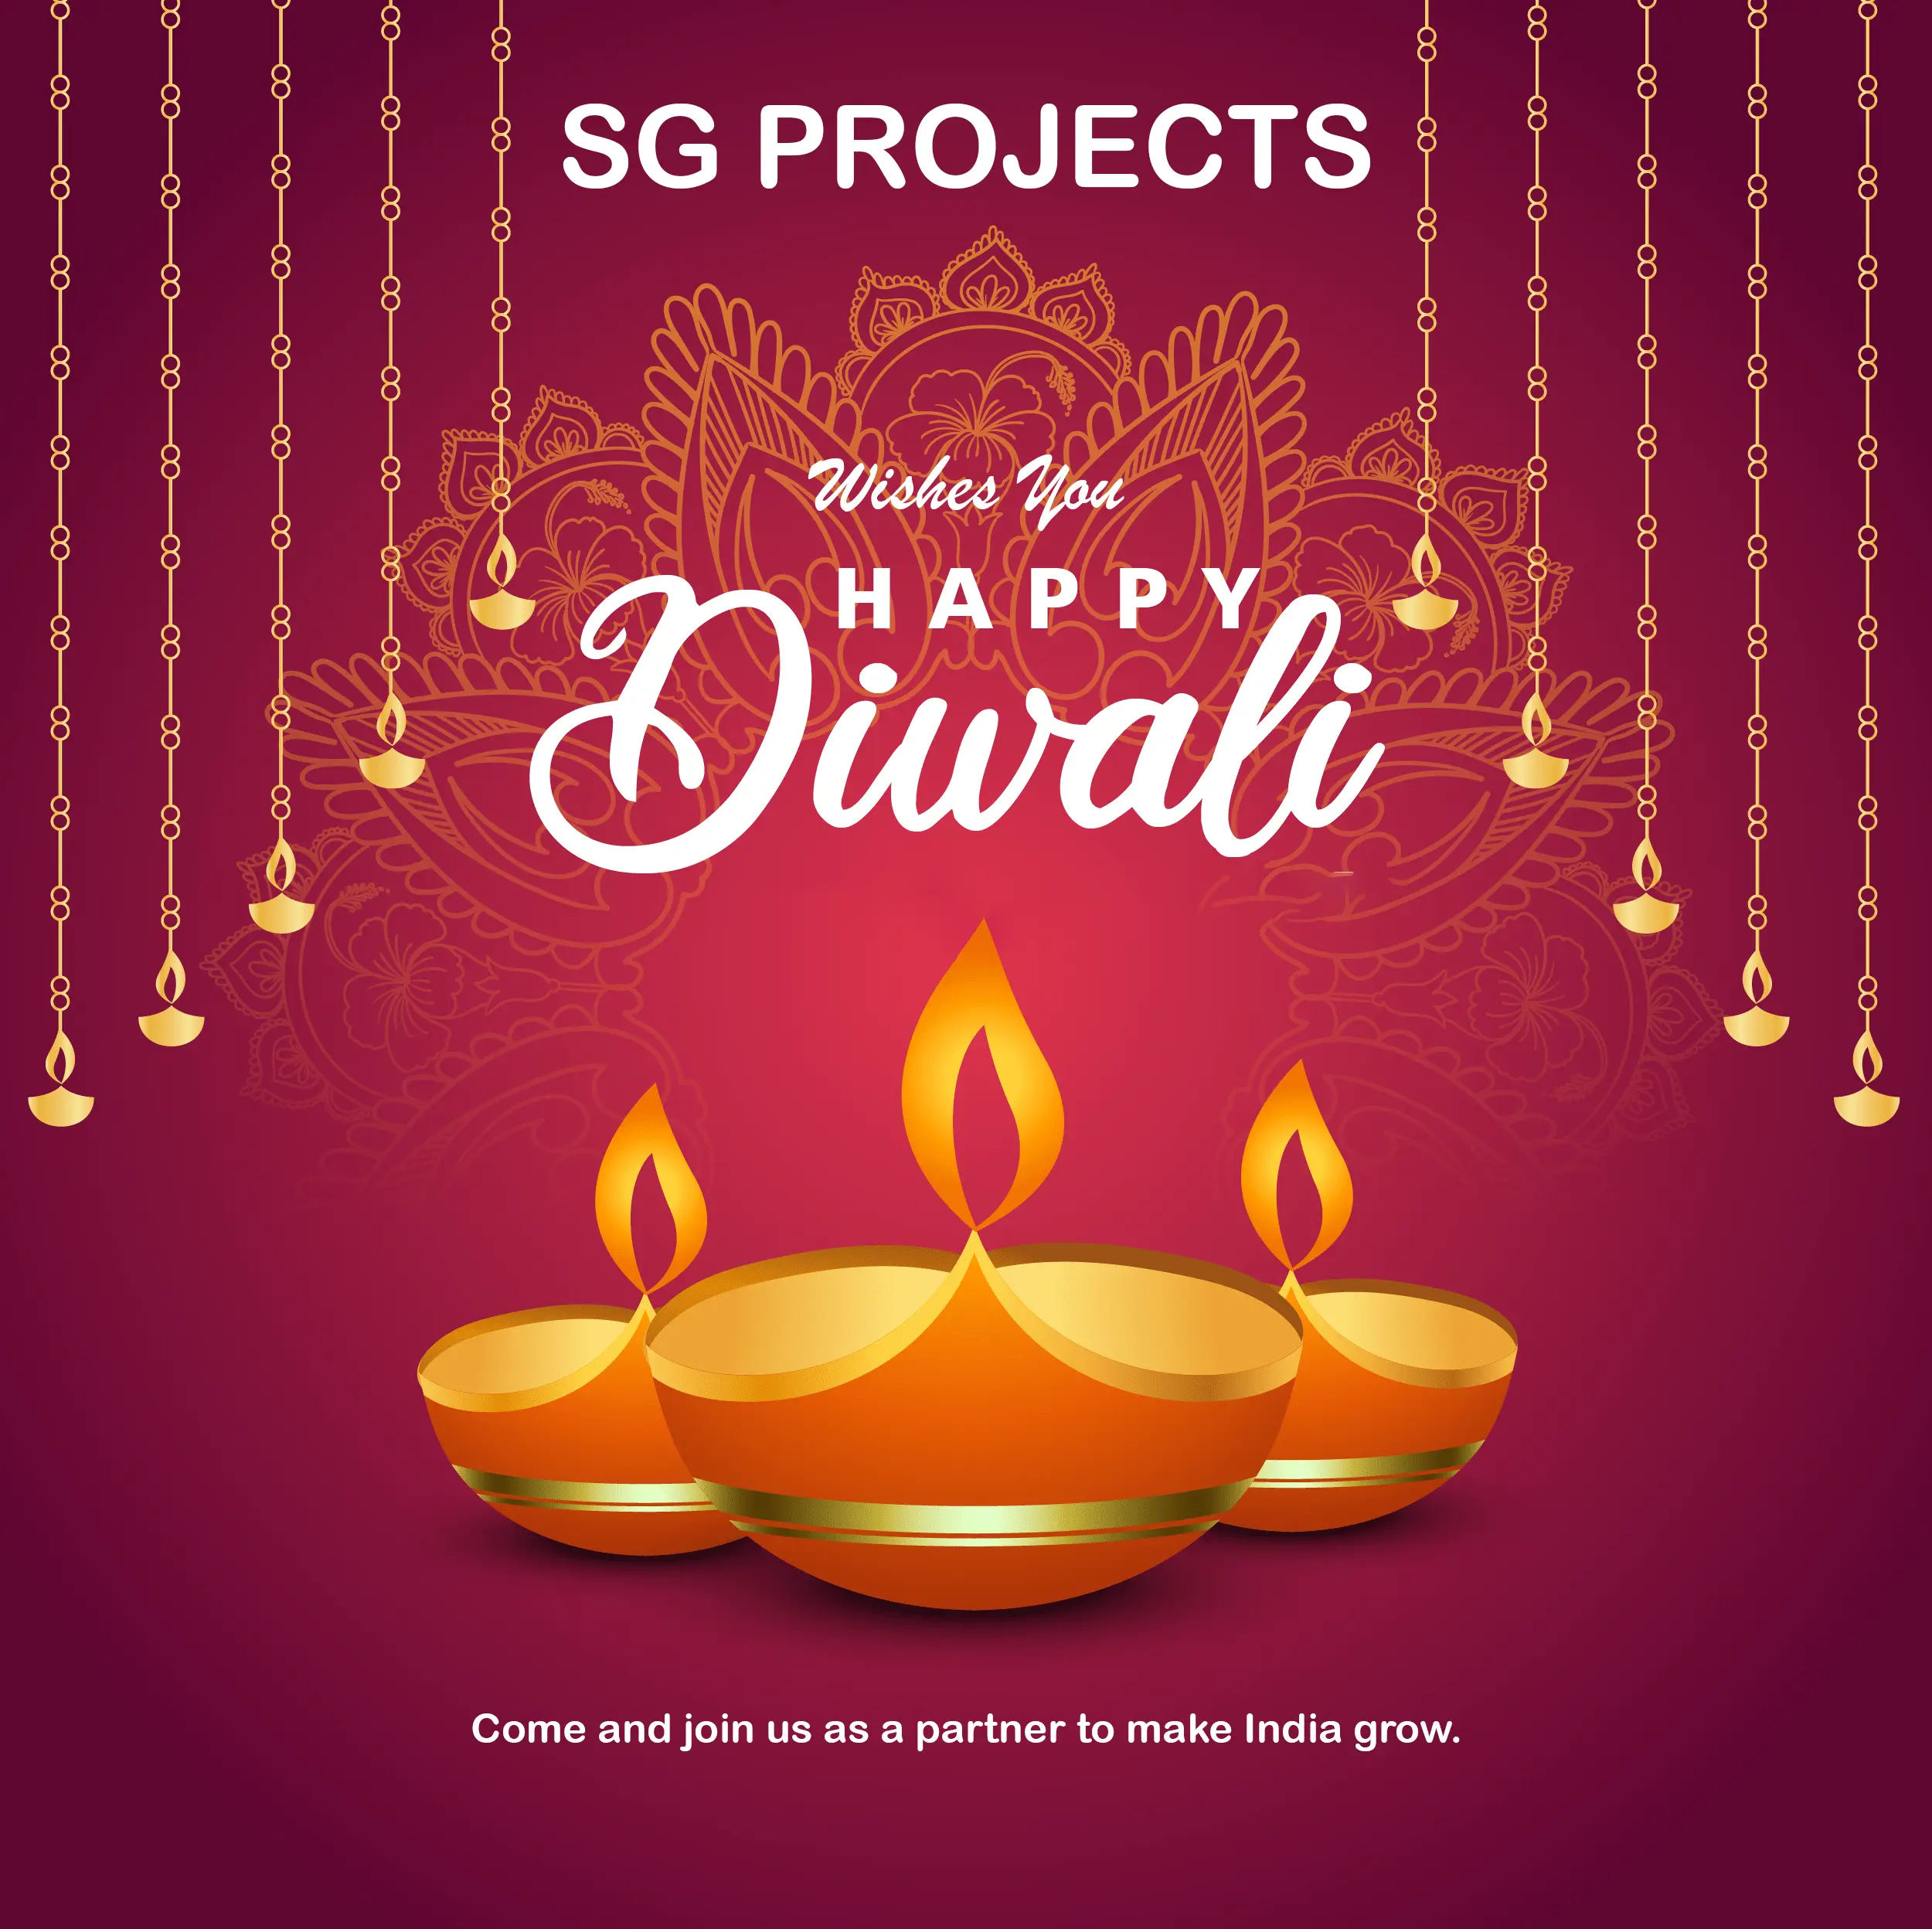 SG PROJECTS
Wishes You
HAPPY
Diwali
Come and join us as a partner to make India grow.